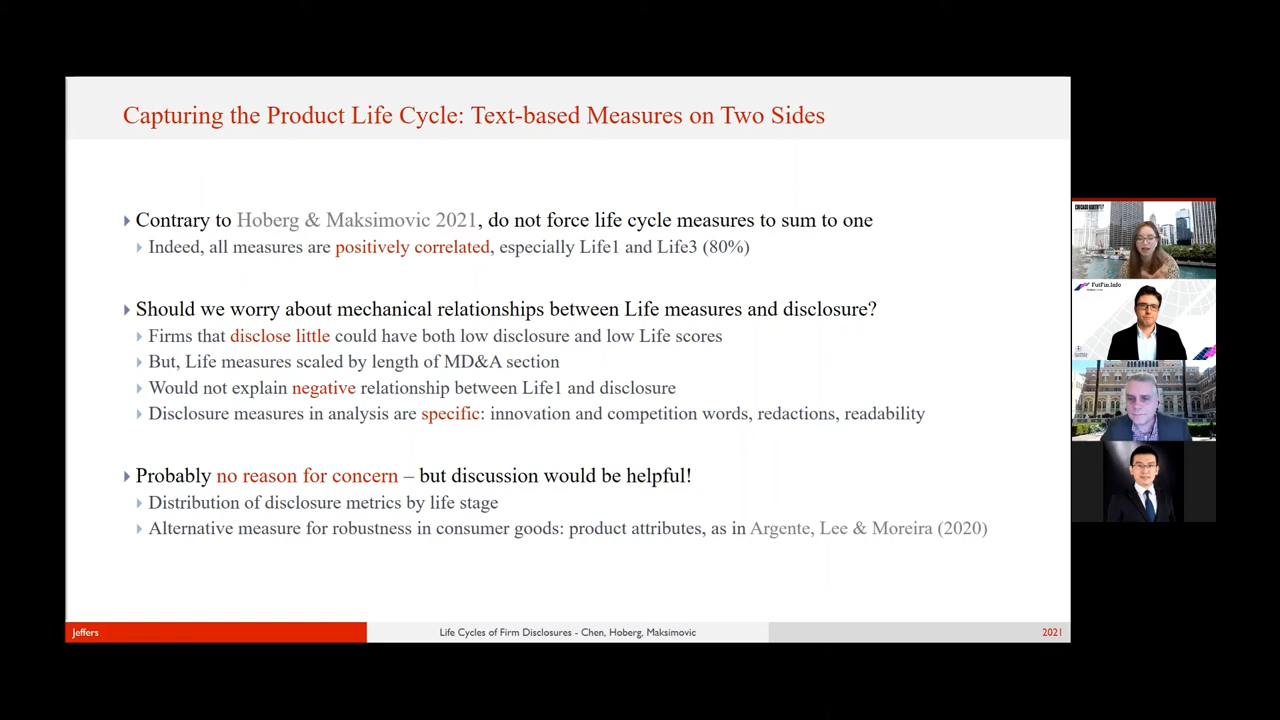 Capturing the Product Life Cycle: Text-based Measures on Two Sides
Contrary to Hoberg & Maksimovic 2021, do not force life cycle measures to sum to one
Indeed, all measures are positively correlated, especially Life1 and Life3 (80%)
Should we worry about mechanical relationships between Life measures and disclosure?
Firms that disclose little could have both low disclosure and low Life scores
But, Life measures scaled by length of MD&A section
Would not explain negative relationship between Life1 and disclosure
Disclosure measures in analysis are specific: innovation and competition words, redactions, readability
Probably no reason for concern – but discussion would be helpful!
Distribution of disclosure metrics by life stage
Alternative measure for robustness in consumer goods: product attributes, as in Argente, Lee & Moreira (2020)
Jeffers
Life Cycles of Firm Disclosures - Chen, Hoberg, Maksimovic
2021
CHICAGO BOOTH
FutFin.Info